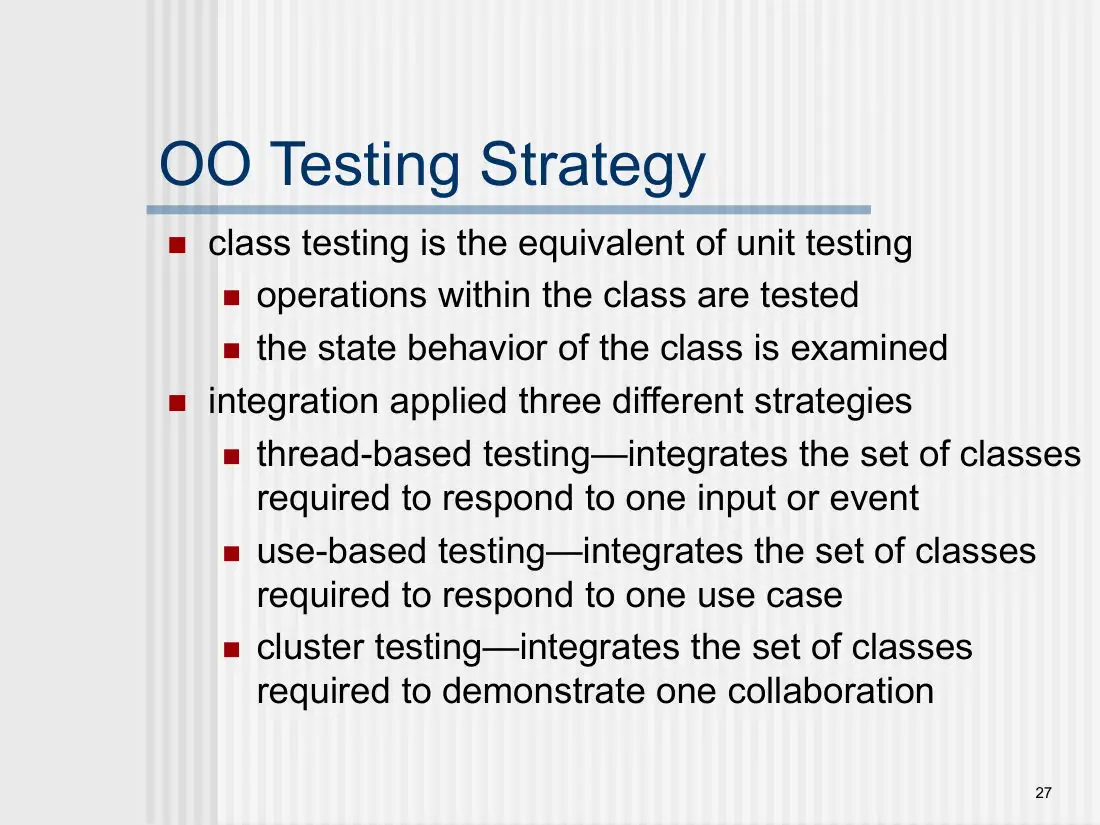 OO Testing Strategy
class testing is the equivalent of unit testing
operations within the class are tested
the state behavior of the class is examined
integration applied three different strategies
thread-based testing—integrates the set of classes
required to respond to one input or event
use-based testing—integrates the set of classes
required to respond to one use case
cluster testing—integrates the set of classes
required to demonstrate one collaboration
27